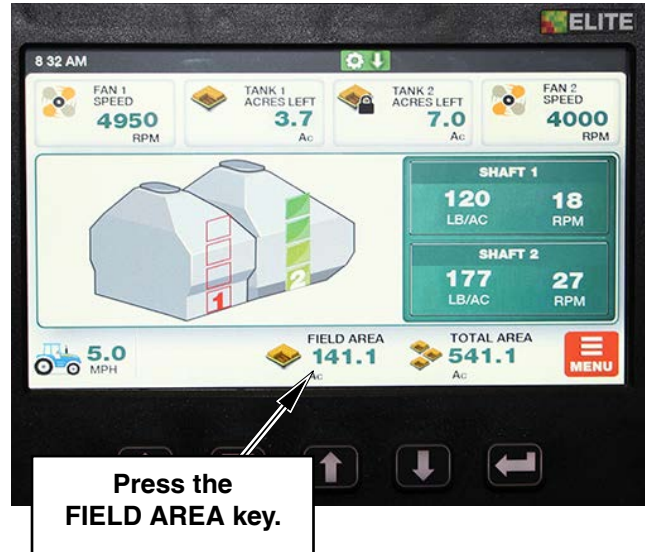 ELITE
8 32 AM
FAN 1
SPEED
4950
RPM
TANK 1
ACRES LEFT
3.7
Ac
TANK 2
ACRES LEFT
7.0
Ac
FAN 2
SPEED
4000
RPM
1
2
SHAFT 1
120 18
LB/AC RPM
SHAFT 2
177 27
LB/AC RPM
5.0
MPH
FIELD AREA
141.1
Ac
TOTAL AREA
541.1
Ac
MENU
Press the
FIELD AREA key.